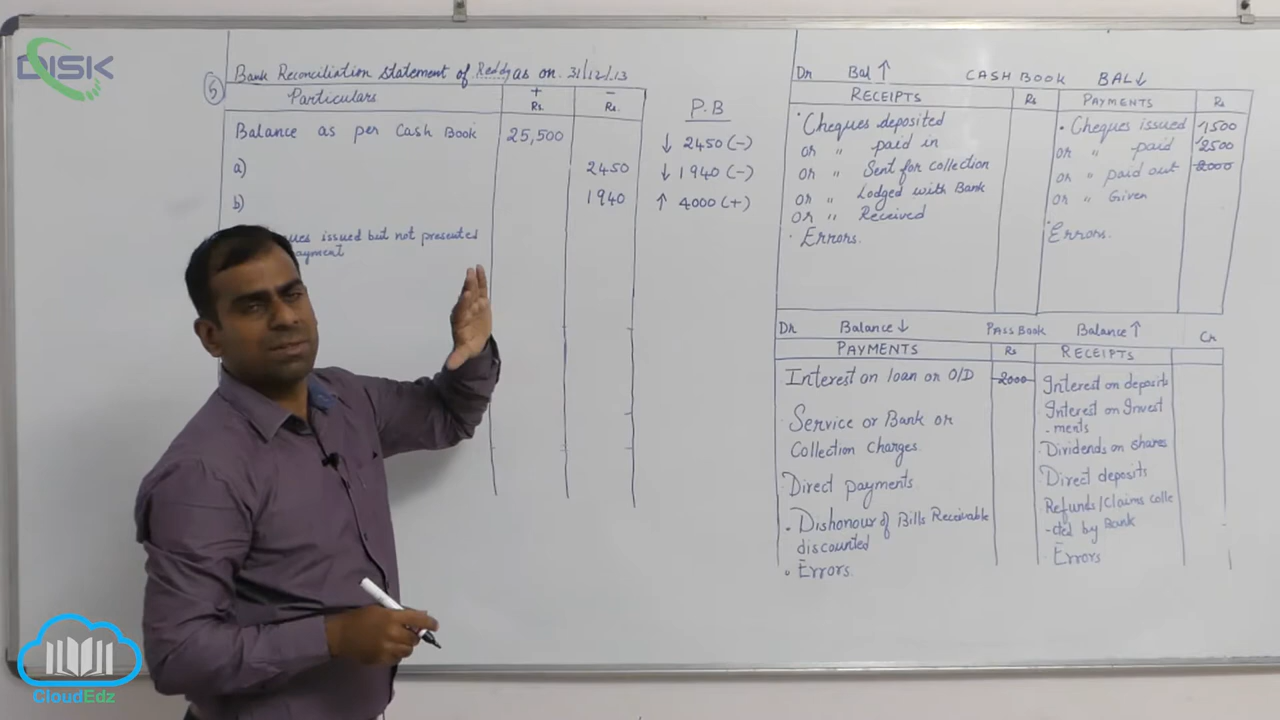 DISK
5
Bank Reconciliation statement of Reddy as on 31/12/13
Particulars
+
Rs.
−
Rs.
Balance as per Cash Book 25,500
a) 2450
b) 1940
issued but not presented
P.B
↓ 2450 (-)
↓ 1940 (-)
↑ 4000 (+)
Dr Bal ↑ CASH BOOK BAL ↓
RECEIPTS Rs PAYMENTS Rs
• Cheques deposited
or " paid in
or " Sent for collection
or " Lodged with Bank
or " Received
• Errors.
• Cheques issued 1500
or " paid 2500
or " paid out 2000
or " Given
• Errors.
Dr Balance ↓ PASS BOOK Balance ↑ Cr
PAYMENTS Rs RECEIPTS
Interest on loan or O/D 2000
• Service or Bank or
Collection Charges.
• Direct payments
• Dishonour of Bills Receivable
discounted
• Errors.
Interest on deposits
Interest on Invest
-ments
• Dividends on shares
• Direct deposits
Refunds/Claims colle
-cted by Bank
• Errors
CloudEdz